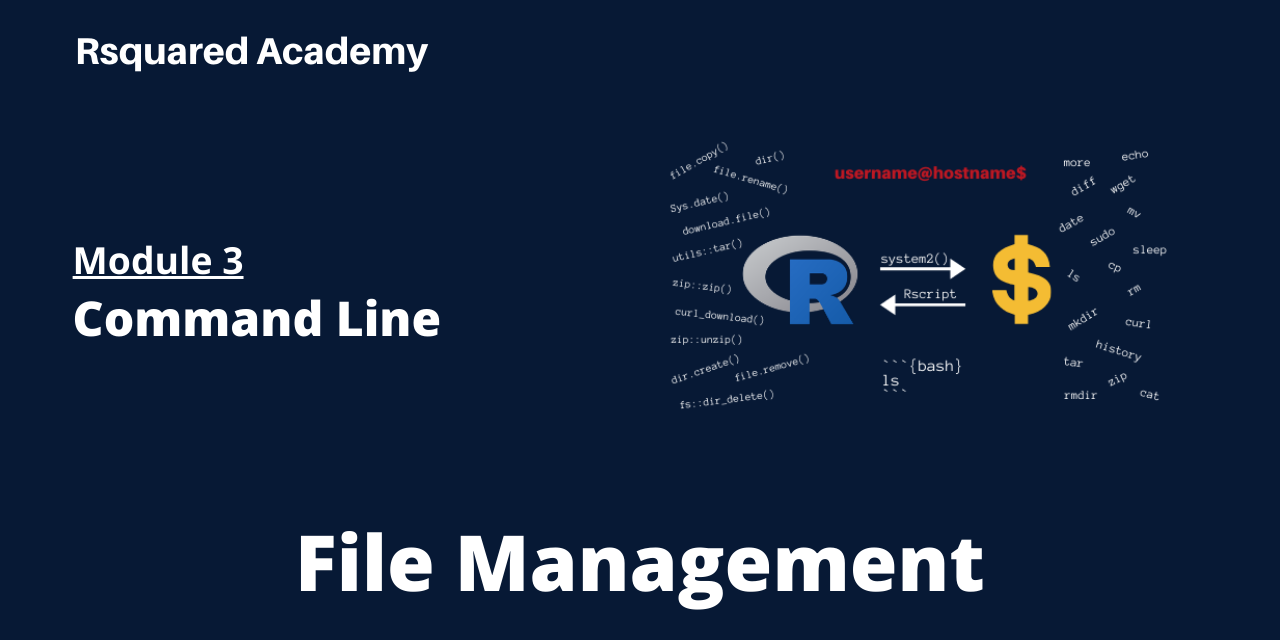 Rsquared Academy
Module 3
Command Line
file.copy()
dir()
file.rename()
Sys.date()
download.file()
utils::tar()
zip::zip()
curl_download()
zip::unzip()
dir.create()
file.remove()
fs::dir_delete()
username@hostname$
R
system2()
Rscript
$
```{bash}
ls
```
more
echo
diff
wget
date
mv
sudo
sleep
ls
cp
rm
mkdir
curl
history
tar
zip
rmdir
cat
File Management